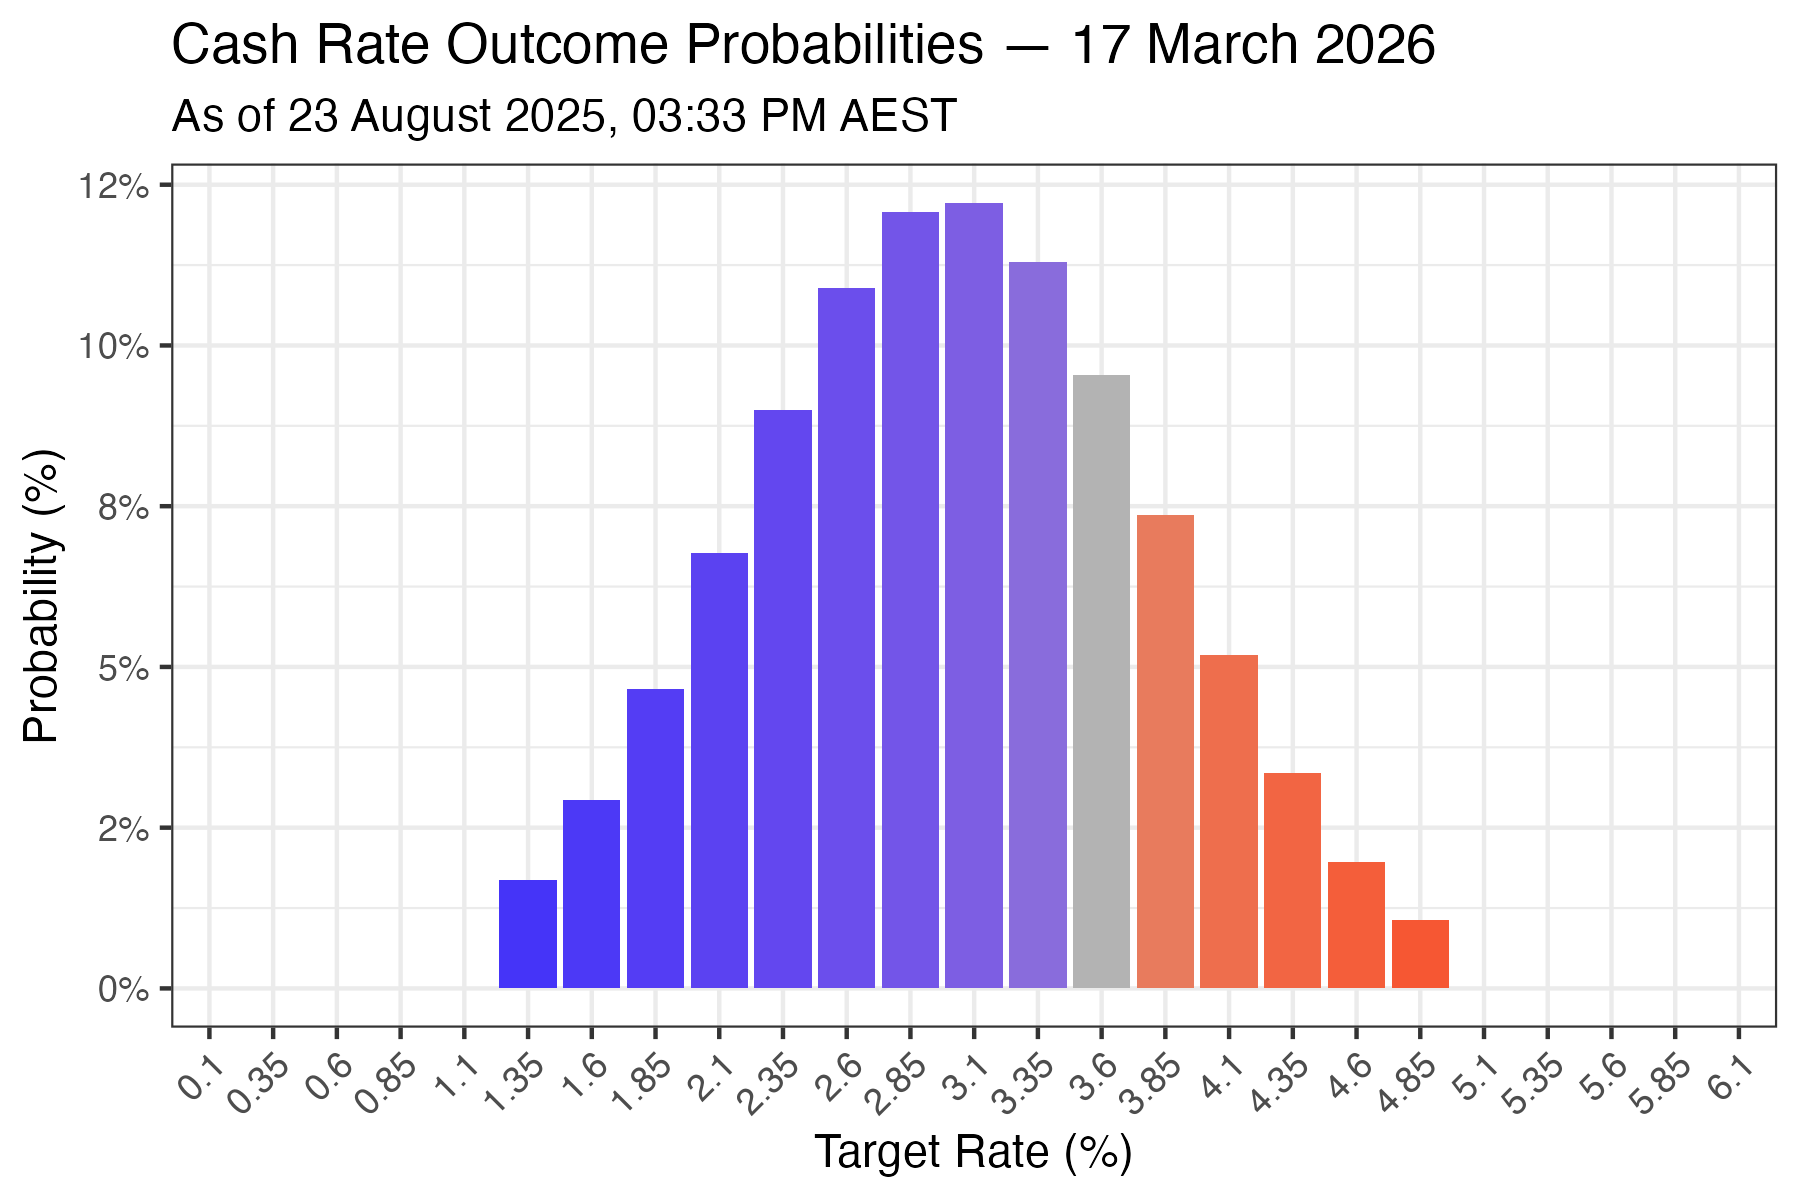 Cash Rate Outcome Probabilities — 17 March 2026
As of 23 August 2025, 03:33 PM AEST
Probability (%)
12%
10%
8%
5%
2%
0%
0.1 0.35 0.6 0.85 1.1 1.35 1.6 1.85 2.1 2.35 2.6 2.85 3.1 3.35 3.6 3.85 4.1 4.35 4.6 4.85 5.1 5.35 5.6 5.85 6.1
Target Rate (%)